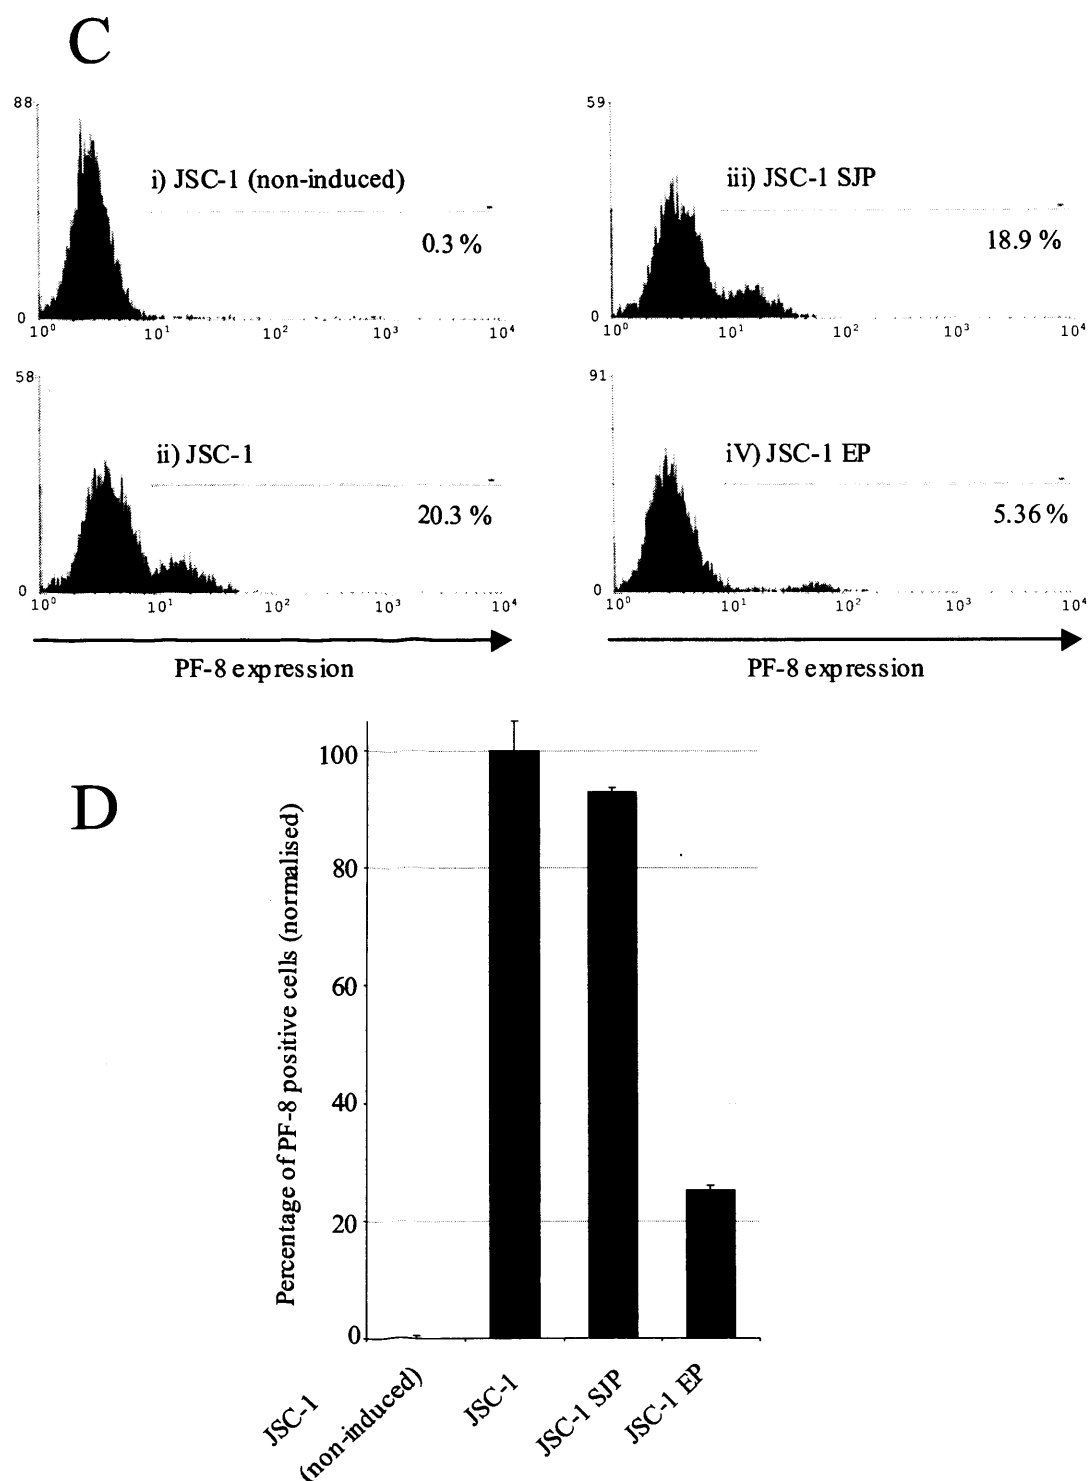 C
88
i) JSC-1 (non-induced)
0.3 %
0
10⁰ 10¹ 10² 10³ 10⁴
58
ii) JSC-1
20.3 %
0
10⁰ 10¹ 10² 10³ 10⁴
PF-8 expression
59
iii) JSC-1 SJP
18.9 %
0
10⁰ 10¹ 10² 10³ 10⁴
91
iV) JSC-1 EP
5.36 %
0
10⁰ 10¹ 10² 10³ 10⁴
PF-8 expression
D
Percentage of PF-8 positive cells (normalised)
100
80
60
40
20
0
JSC-1
(non-induced)
JSC-1
JSC-1 SJP
JSC-1 EP